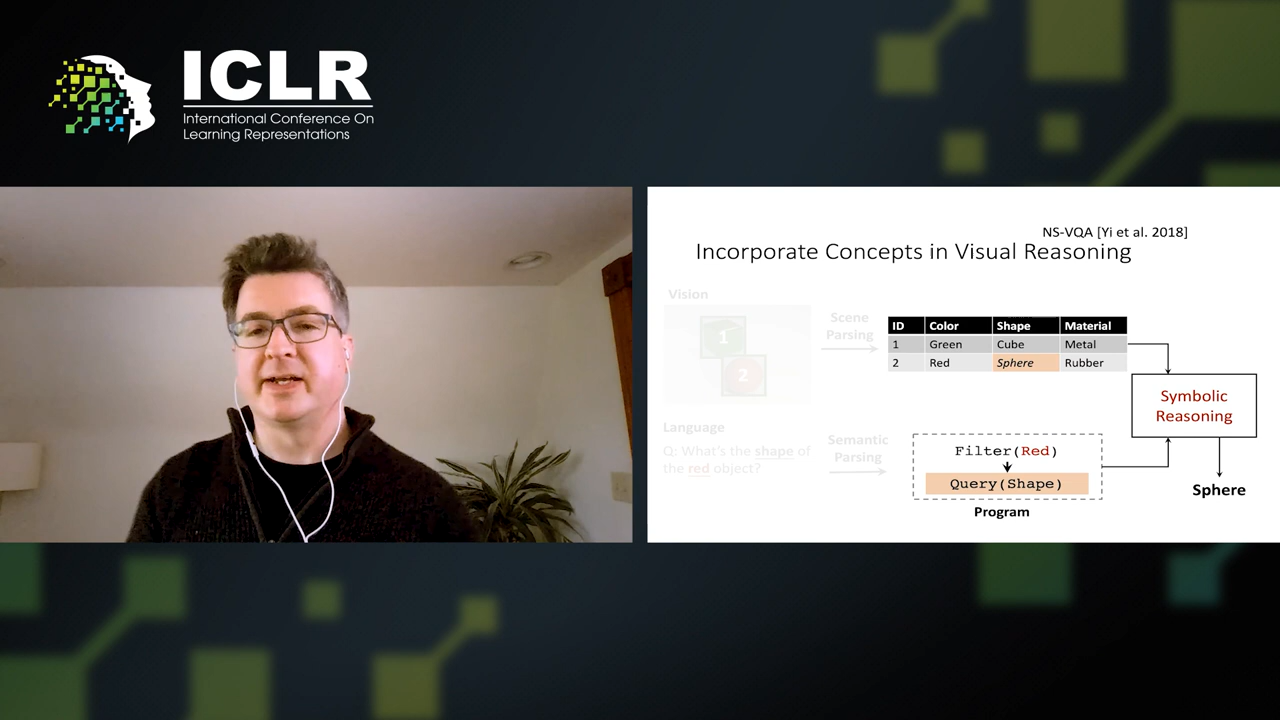 ICLR
International Conference On
Learning Representations
NS-VQA [Yi et al. 2018]
Incorporate Concepts in Visual Reasoning
Vision
1
2
Scene
Parsing
ID Color Shape Material
1 Green Cube Metal
2 Red Sphere Rubber
Symbolic
Reasoning
Language
Q: What's the shape of
the red object?
Semantic
Parsing
Filter(Red)
Query(Shape)
Program
Sphere